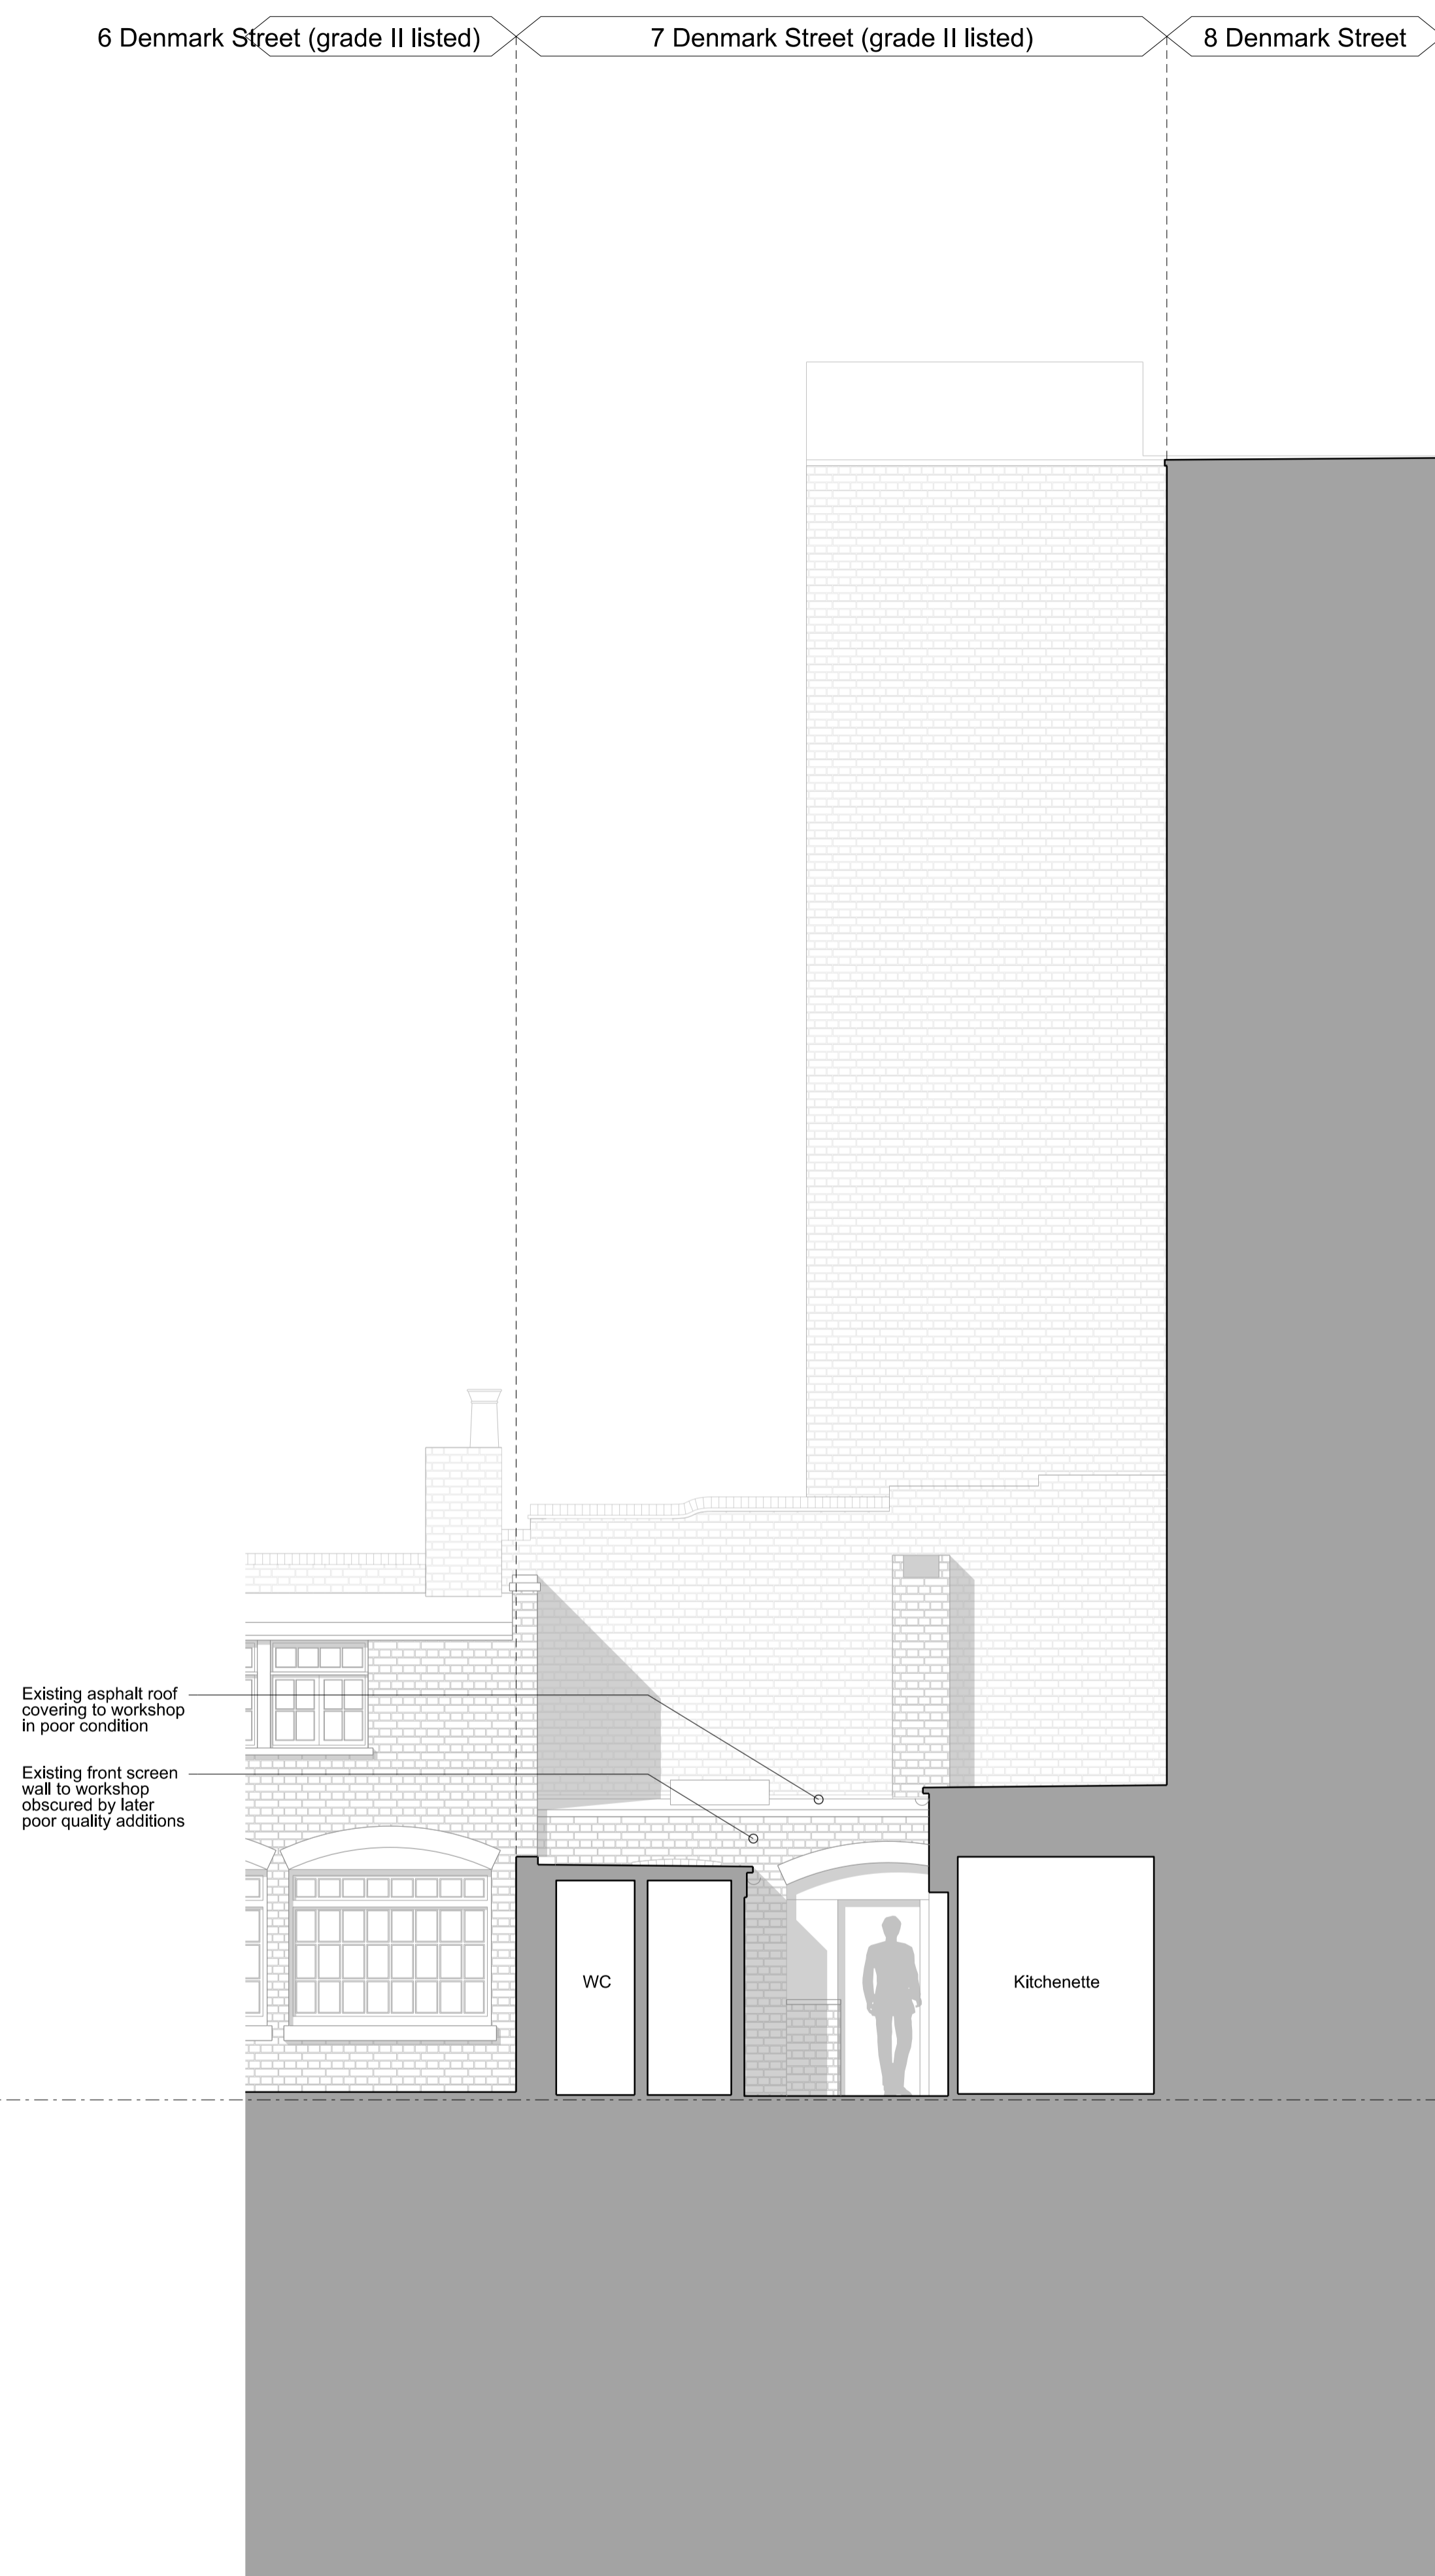 6 Denmark Street (grade II listed)
7 Denmark Street (grade II listed)
8 Denmark Street
Existing asphalt roof
covering to workshop
in poor condition
Existing front screen
wall to workshop
obscured by later
poor quality additions
WC
Kitchenette